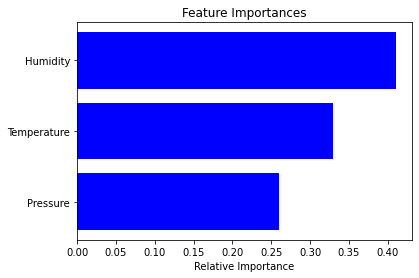 Feature Importances
Humidity
Temperature
Pressure
0.00 0.05 0.10 0.15 0.20 0.25 0.30 0.35 0.40
Relative Importance